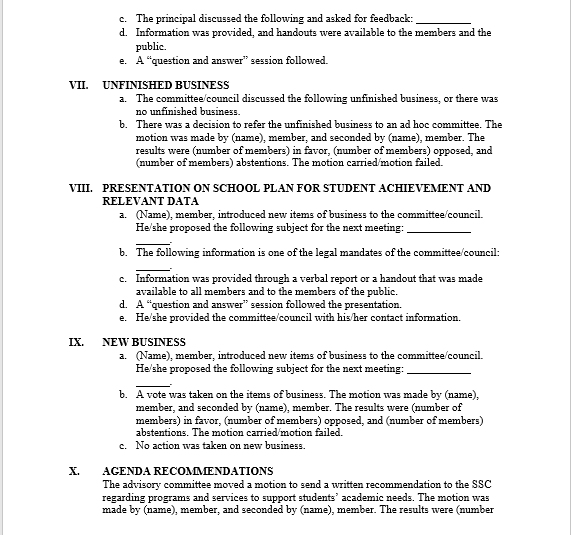 c. The principal discussed the following and asked for feedback: __________
d. Information was provided, and handouts were available to the members and the
public.
e. A “question and answer” session followed.
VII. UNFINISHED BUSINESS
a. The committee/council discussed the following unfinished business, or there was
no unfinished business.
b. There was a decision to refer the unfinished business to an ad hoc committee. The
motion was made by (name), member, and seconded by (name), member. The
results were (number of members) in favor, (number of members) opposed, and
(number of members) abstentions. The motion carried/motion failed.
VIII. PRESENTATION ON SCHOOL PLAN FOR STUDENT ACHIEVEMENT AND
RELEVANT DATA
a. (Name), member, introduced new items of business to the committee/council.
He/she proposed the following subject for the next meeting: ____________
______.
b. The following information is one of the legal mandates of the committee/council:
______.
c. Information was provided through a verbal report or a handout that was made
available to all members and to the members of the public.
d. A “question and answer” session followed the presentation.
e. He/she provided the committee/council with his/her contact information.
IX. NEW BUSINESS
a. (Name), member, introduced new items of business to the committee/council.
He/she proposed the following subject for the next meeting: ____________
______.
b. A vote was taken on the items of business. The motion was made by (name),
member, and seconded by (name), member. The results were (number of
members) in favor, (number of members) opposed, and (number of members)
abstentions. The motion carried/motion failed.
c. No action was taken on new business.
X. AGENDA RECOMMENDATIONS
The advisory committee moved a motion to send a written recommendation to the SSC
regarding programs and services to support students’ academic needs. The motion was
made by (name), member, and seconded by (name), member. The results were (number